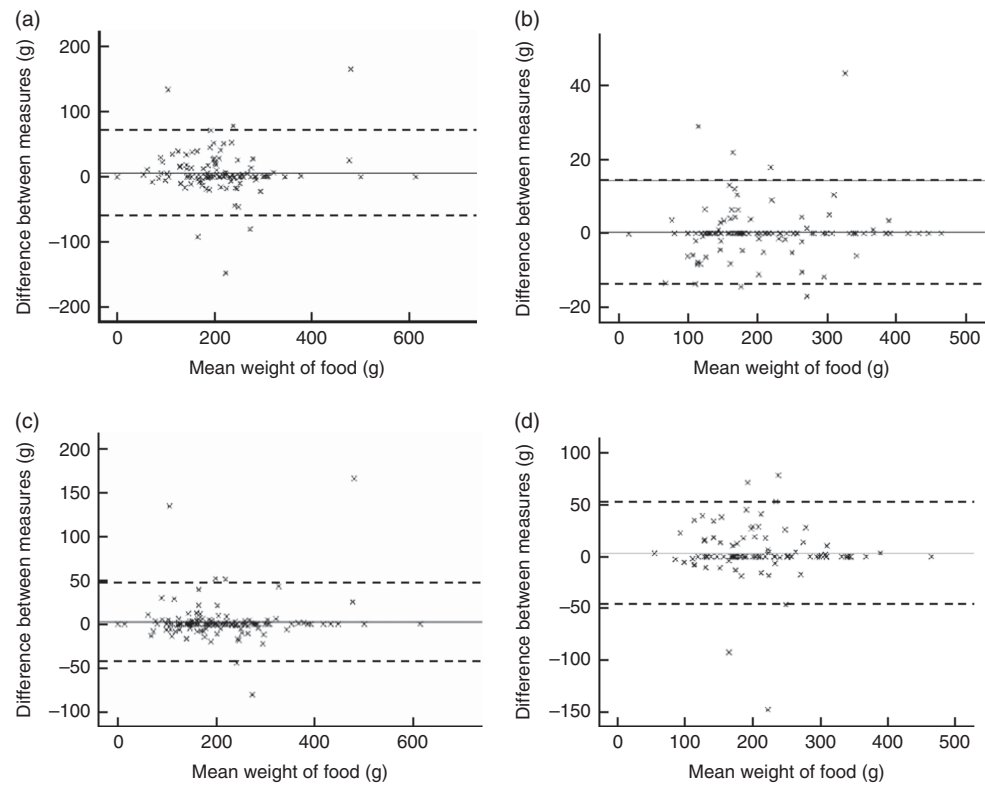 (a)
Difference between measures (g)
200
100
0
–100
–200
0 200 400 600
Mean weight of food (g)
(b)
Difference between measures (g)
40
20
0
–20
0 100 200 300 400 500
Mean weight of food (g)
(c)
Difference between measures (g)
200
150
100
50
0
–50
–100
0 200 400 600
Mean weight of food (g)
(d)
Difference between measures (g)
100
50
0
–50
–100
–150
0 100 200 300 400 500
Mean weight of food (g)